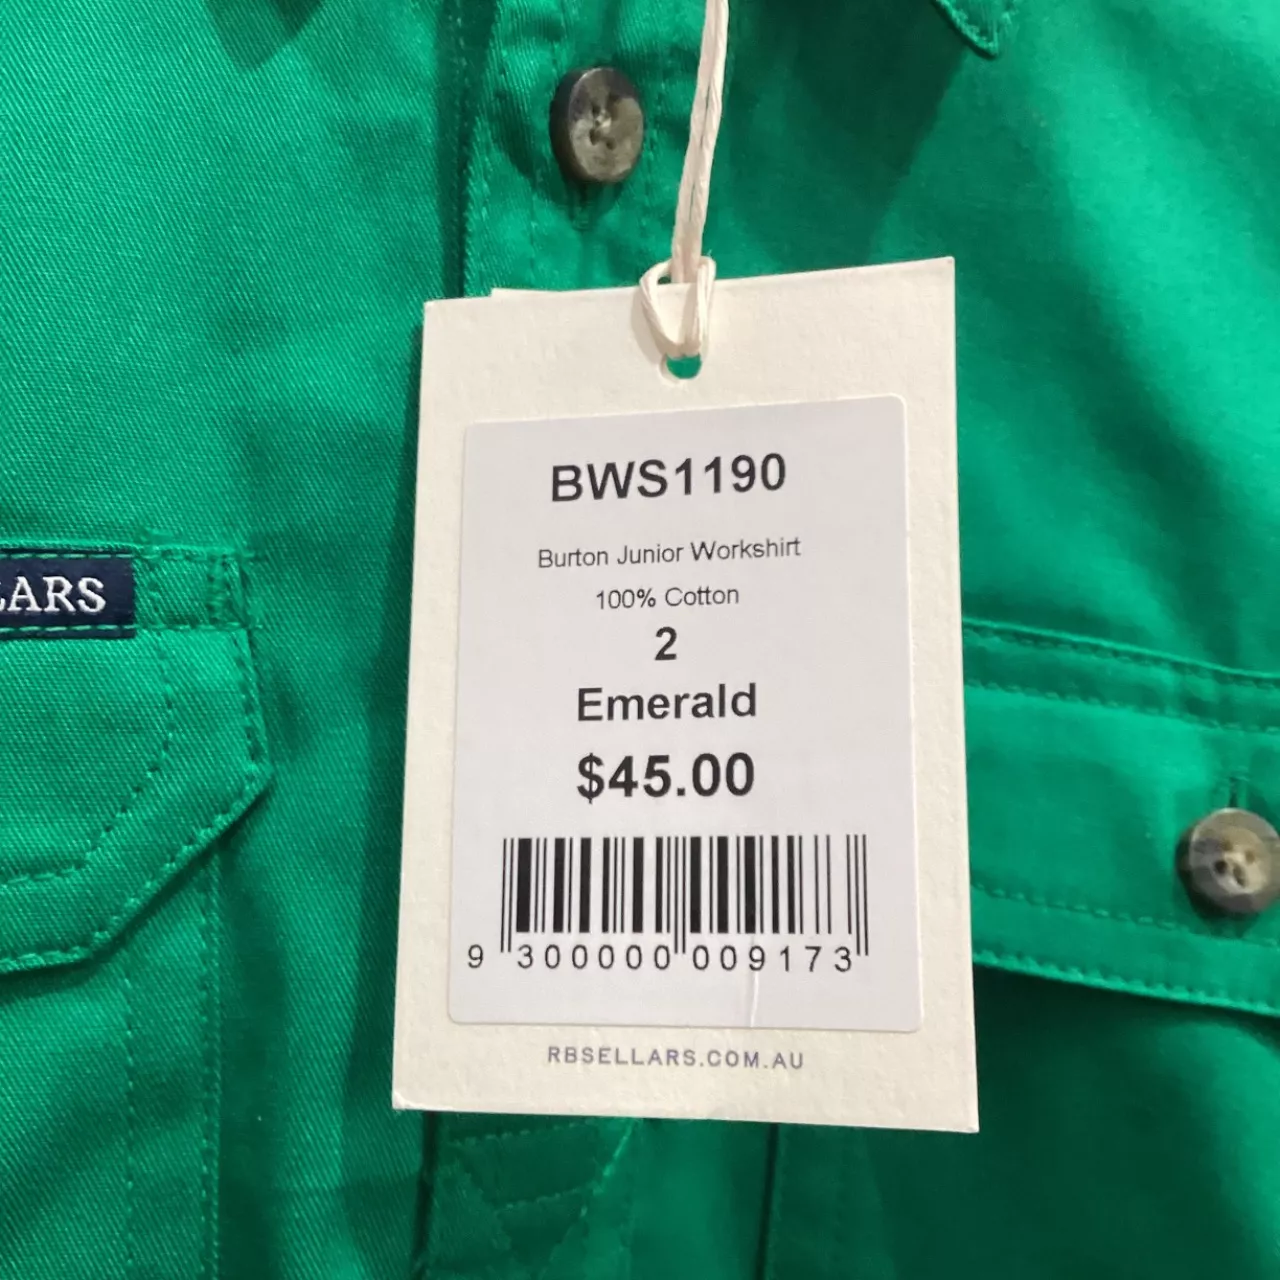 BWS1190
Burton Junior Workshirt
100% Cotton
2
Emerald
$45.00
9 300000 009173
RBSELLARS.COM.AU
LARS